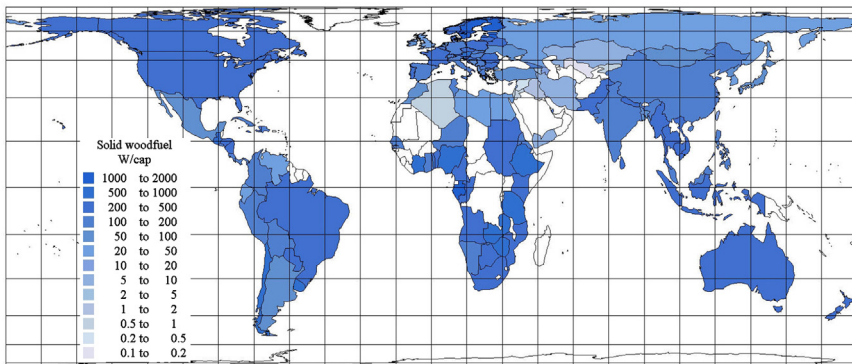 Solid woodfuel
W/cap
1000 to 2000
500 to 1000
200 to 500
100 to 200
50 to 100
20 to 50
10 to 20
5 to 10
2 to 5
1 to 2
0.5 to 1
0.2 to 0.5
0.1 to 0.2